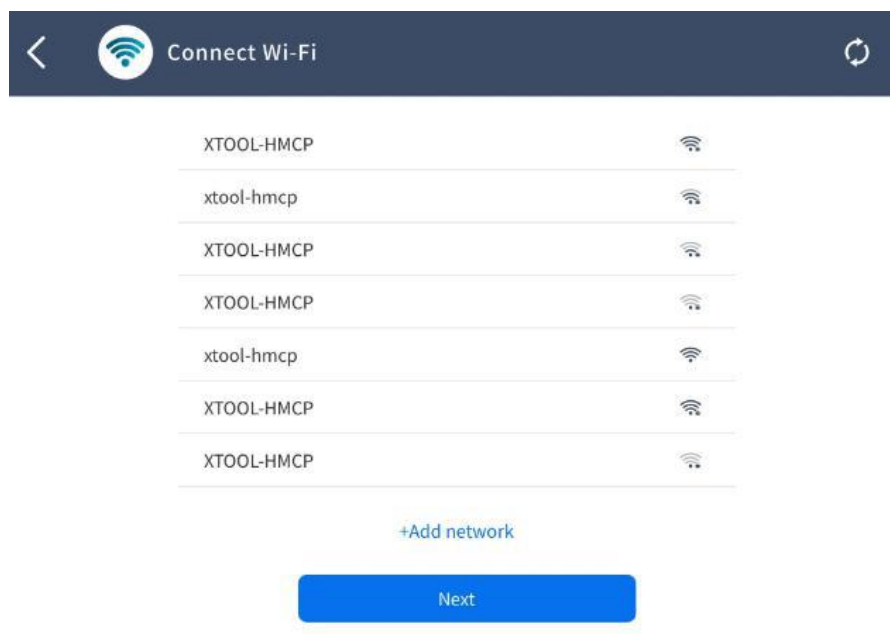 Connect Wi-Fi
XTOOL-HMCP
xtool-hmcp
XTOOL-HMCP
XTOOL-HMCP
xtool-hmcp
XTOOL-HMCP
XTOOL-HMCP
+Add network
Next